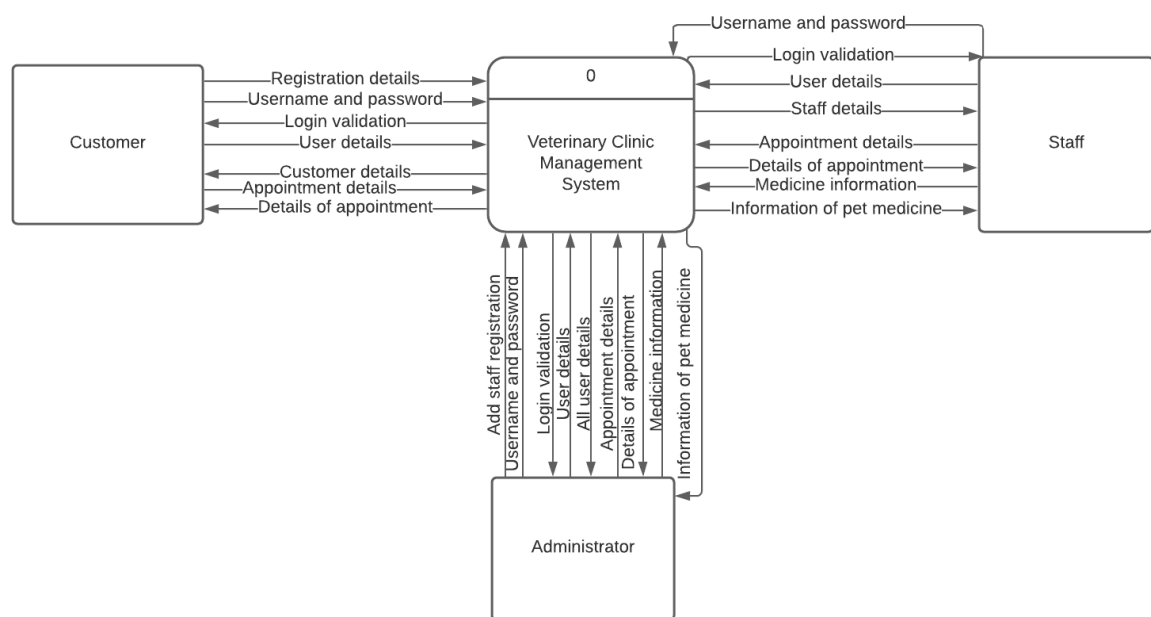 Username and password
Login validation
0
Registration details
User details
Username and password
Staff details
Login validation
Customer
User details
Veterinary Clinic
Management
System
Appointment details
Staff
Customer details
Details of appointment
Appointment details
Medicine information
Details of appointment
Information of pet medicine
Add staff registration
Username and password
Login validation
User details
All user details
Appointment details
Details of appointment
Medicine information
Information of pet medicine
Administrator